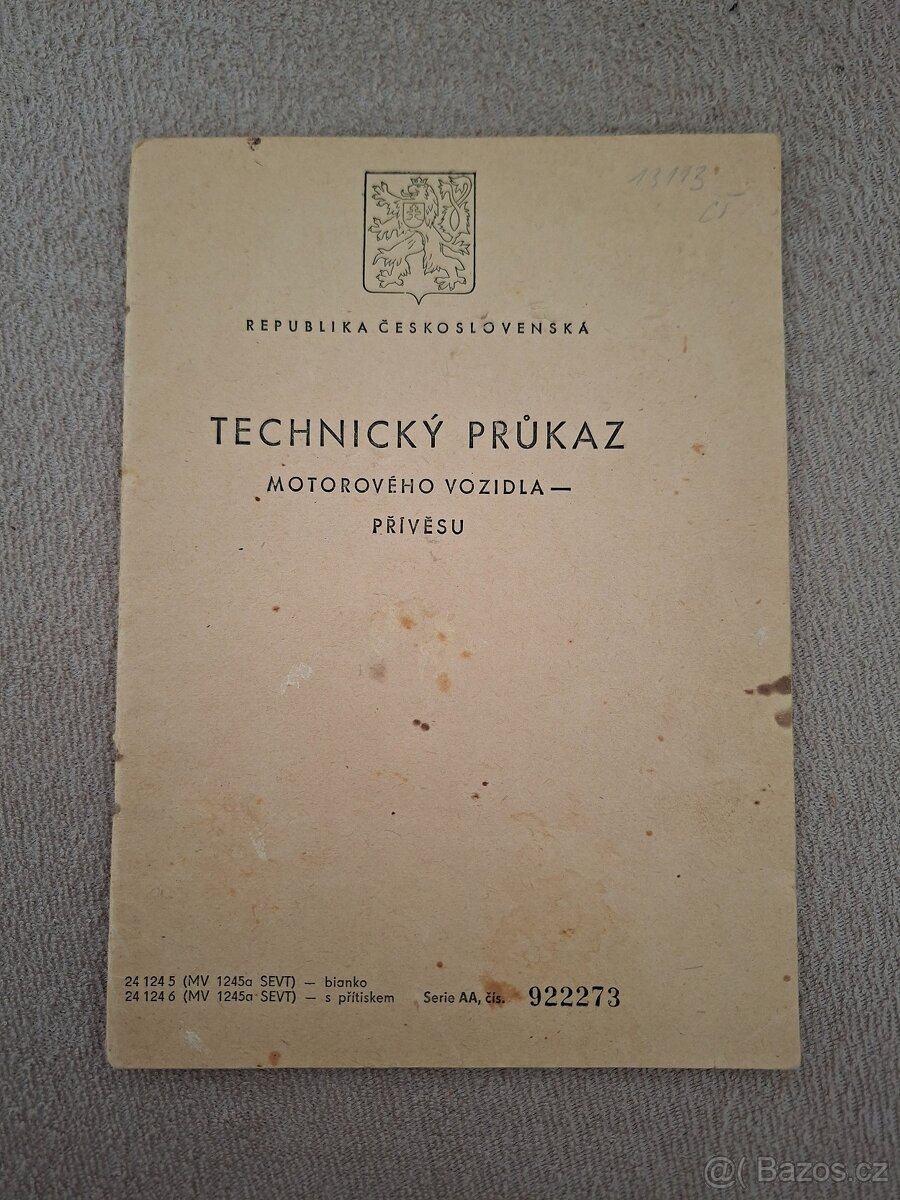 13113
ČT
REPUBLIKA ČESKOSLOVENSKÁ
TECHNICKÝ PRŮKAZ
MOTOROVÉHO VOZIDLA —
PŘÍVĚSU
24 124 5 (MV 1245a SEVT) — bianko
24 124 6 (MV 1245a SEVT) — s přítiskem Serie AA, čís. 922273
@( Bazos.cz